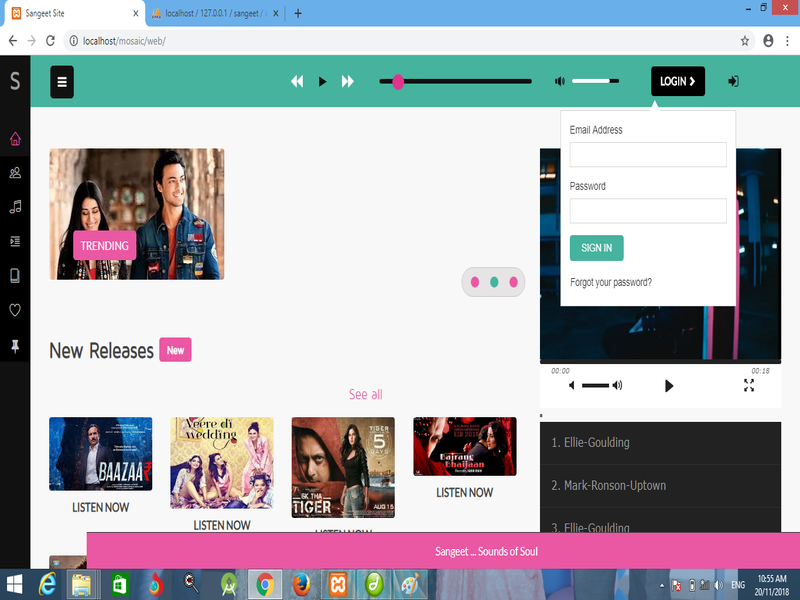 Sangeet Site
localhost / 127.0.0.1 / sangeet /
localhost/mosaic/web/
S
LOGIN
Email Address
Password
SIGN IN
Forgot your password?
TRENDING
00:00
00:18
New Releases
New
See all
BAAZAAR
Veere di
wedding
TIGER
5
DAYS
EK THA
TIGER
AUG 15
EID 2015
Bajrangi
Bhaijaan
LISTEN NOW
LISTEN NOW
LISTEN NOW
LISTEN NOW
1. Ellie-Goulding
2. Mark-Ronson-Uptown
3. Ellie-Goulding
Sangeet ... Sounds of Soul
ENG
10:55 AM
20/11/2018